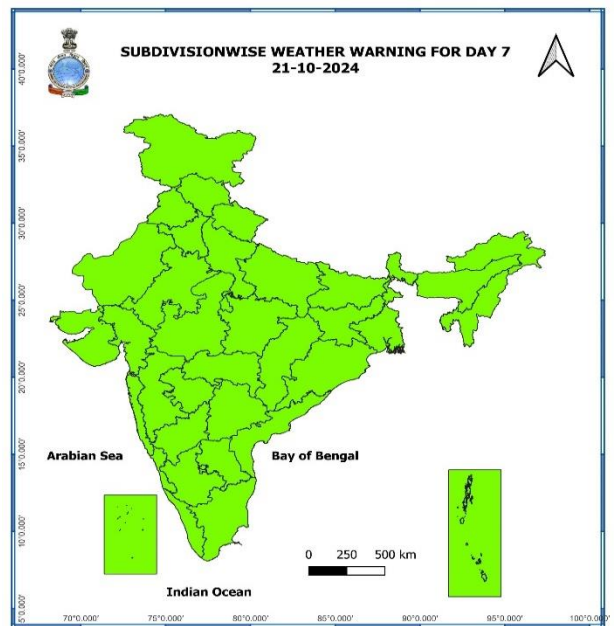 SUBDIVISIONWISE WEATHER WARNING FOR DAY 7
21-10-2024
40°0.000'
35°0.000'
30°0.000'
25°0.000'
20°0.000'
15°0.000'
10°0.000'
5°0.000'
Arabian Sea
Bay of Bengal
0 250 500 km
Indian Ocean
70°0.000' 75°0.000' 80°0.000' 85°0.000' 90°0.000' 95°0.000' 100°0.000'